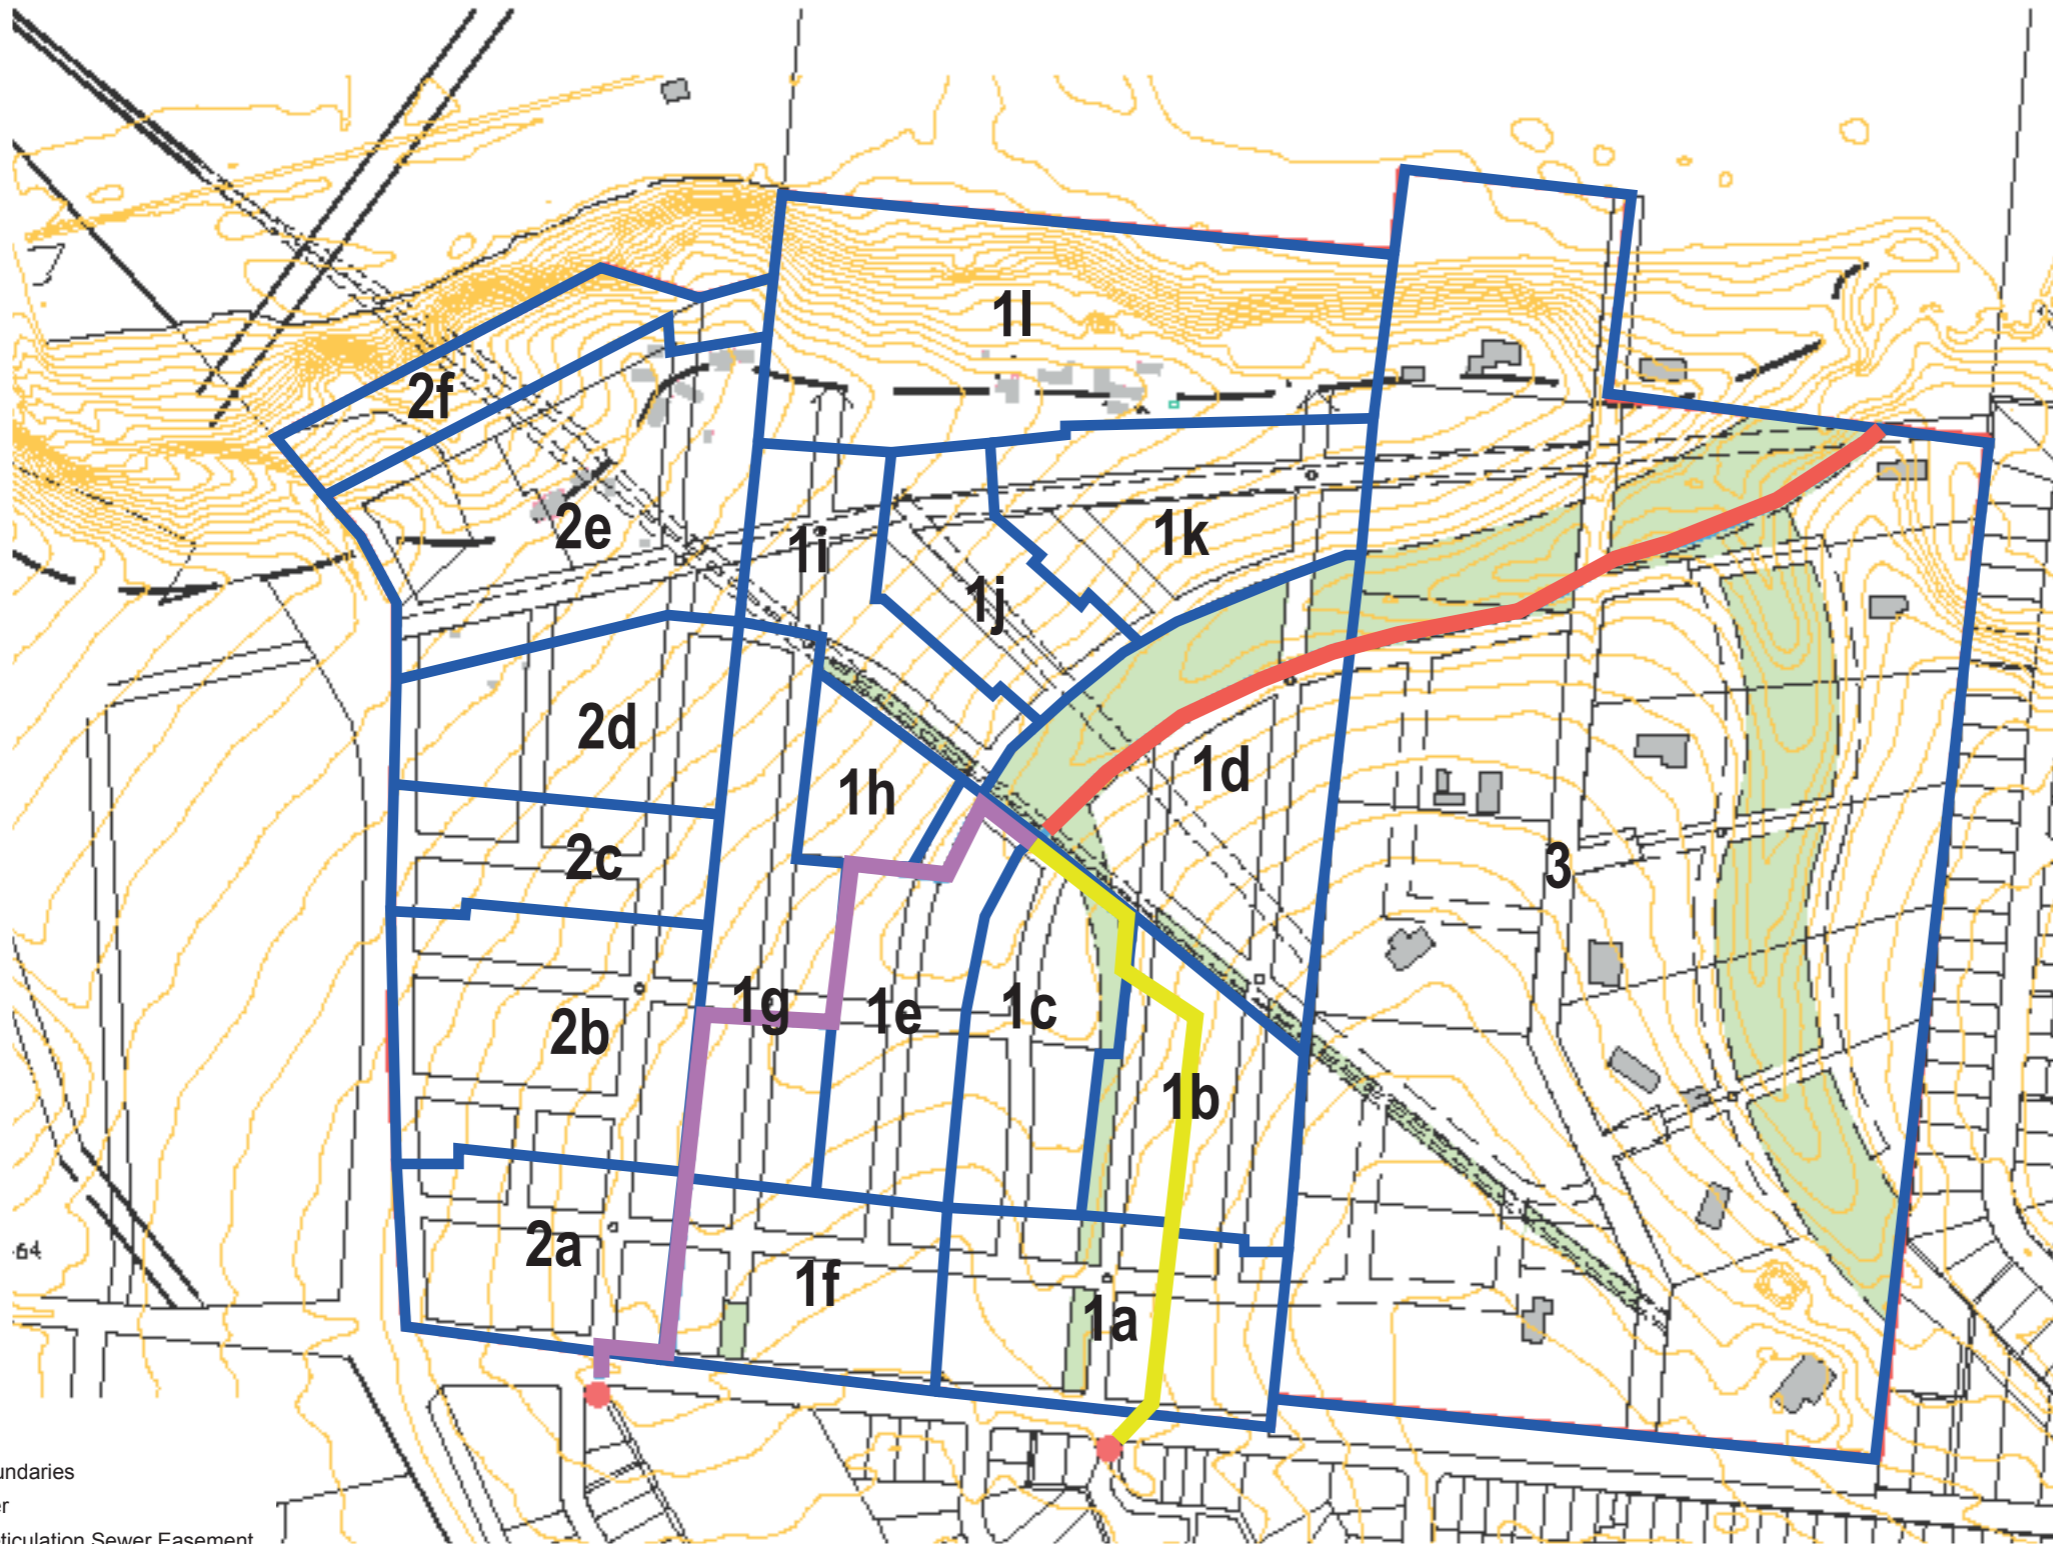 1l
2f
2e
1i
1k
1j
2d
1d
1h
2c
3
1g
1e
1c
2b
1b
2a
64
1f
1a
undaries
er
ticulation Sewer Easement